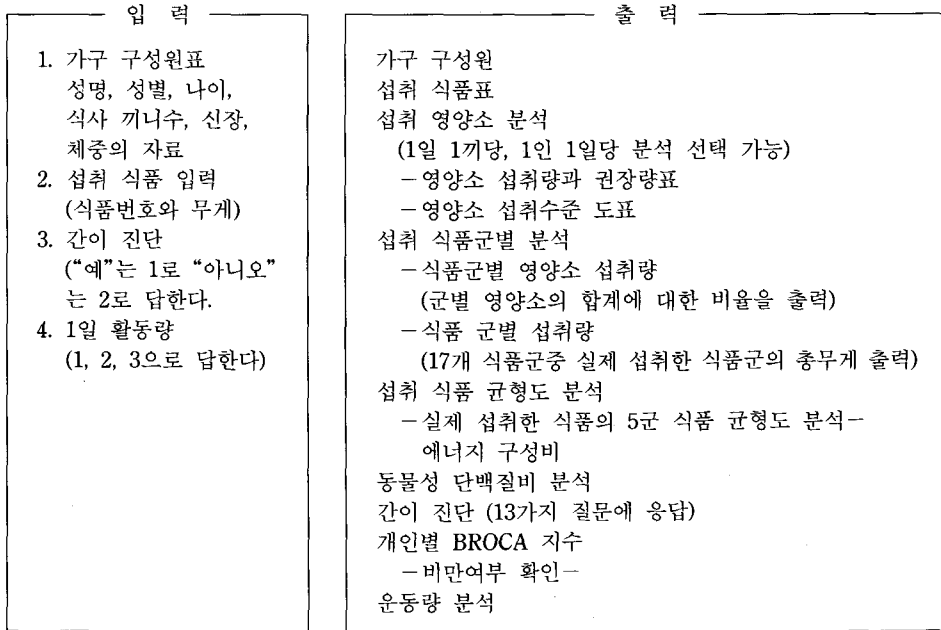 입 력
1. 가구 구성원표
성명, 성별, 나이,
식사 끼니수, 신장,
체중의 자료
2. 섭취 식품 입력
(식품번호와 무게)
3. 간이 진단
(“예”는 1로 “아니오”
는 2로 답한다.
4. 1일 활동량
(1, 2, 3으로 답한다)
출 력
가구 구성원
섭취 식품표
섭취 영양소 분석
(1일 1끼당, 1인 1일당 분석 선택 가능)
－영양소 섭취량과 권장량표
－영양소 섭취수준 도표
섭취 식품군별 분석
－식품군별 영양소 섭취량
(군별 영양소의 합계에 대한 비율을 출력)
－식품 군별 섭취량
(17개 식품군중 실제 섭취한 식품군의 총무게 출력)
섭취 식품 균형도 분석
－실제 섭취한 식품의 5군 식품 균형도 분석－
에너지 구성비
동물성 단백질비 분석
간이 진단 (13가지 질문에 응답)
개인별 BROCA 지수
－비만여부 확인－
운동량 분석